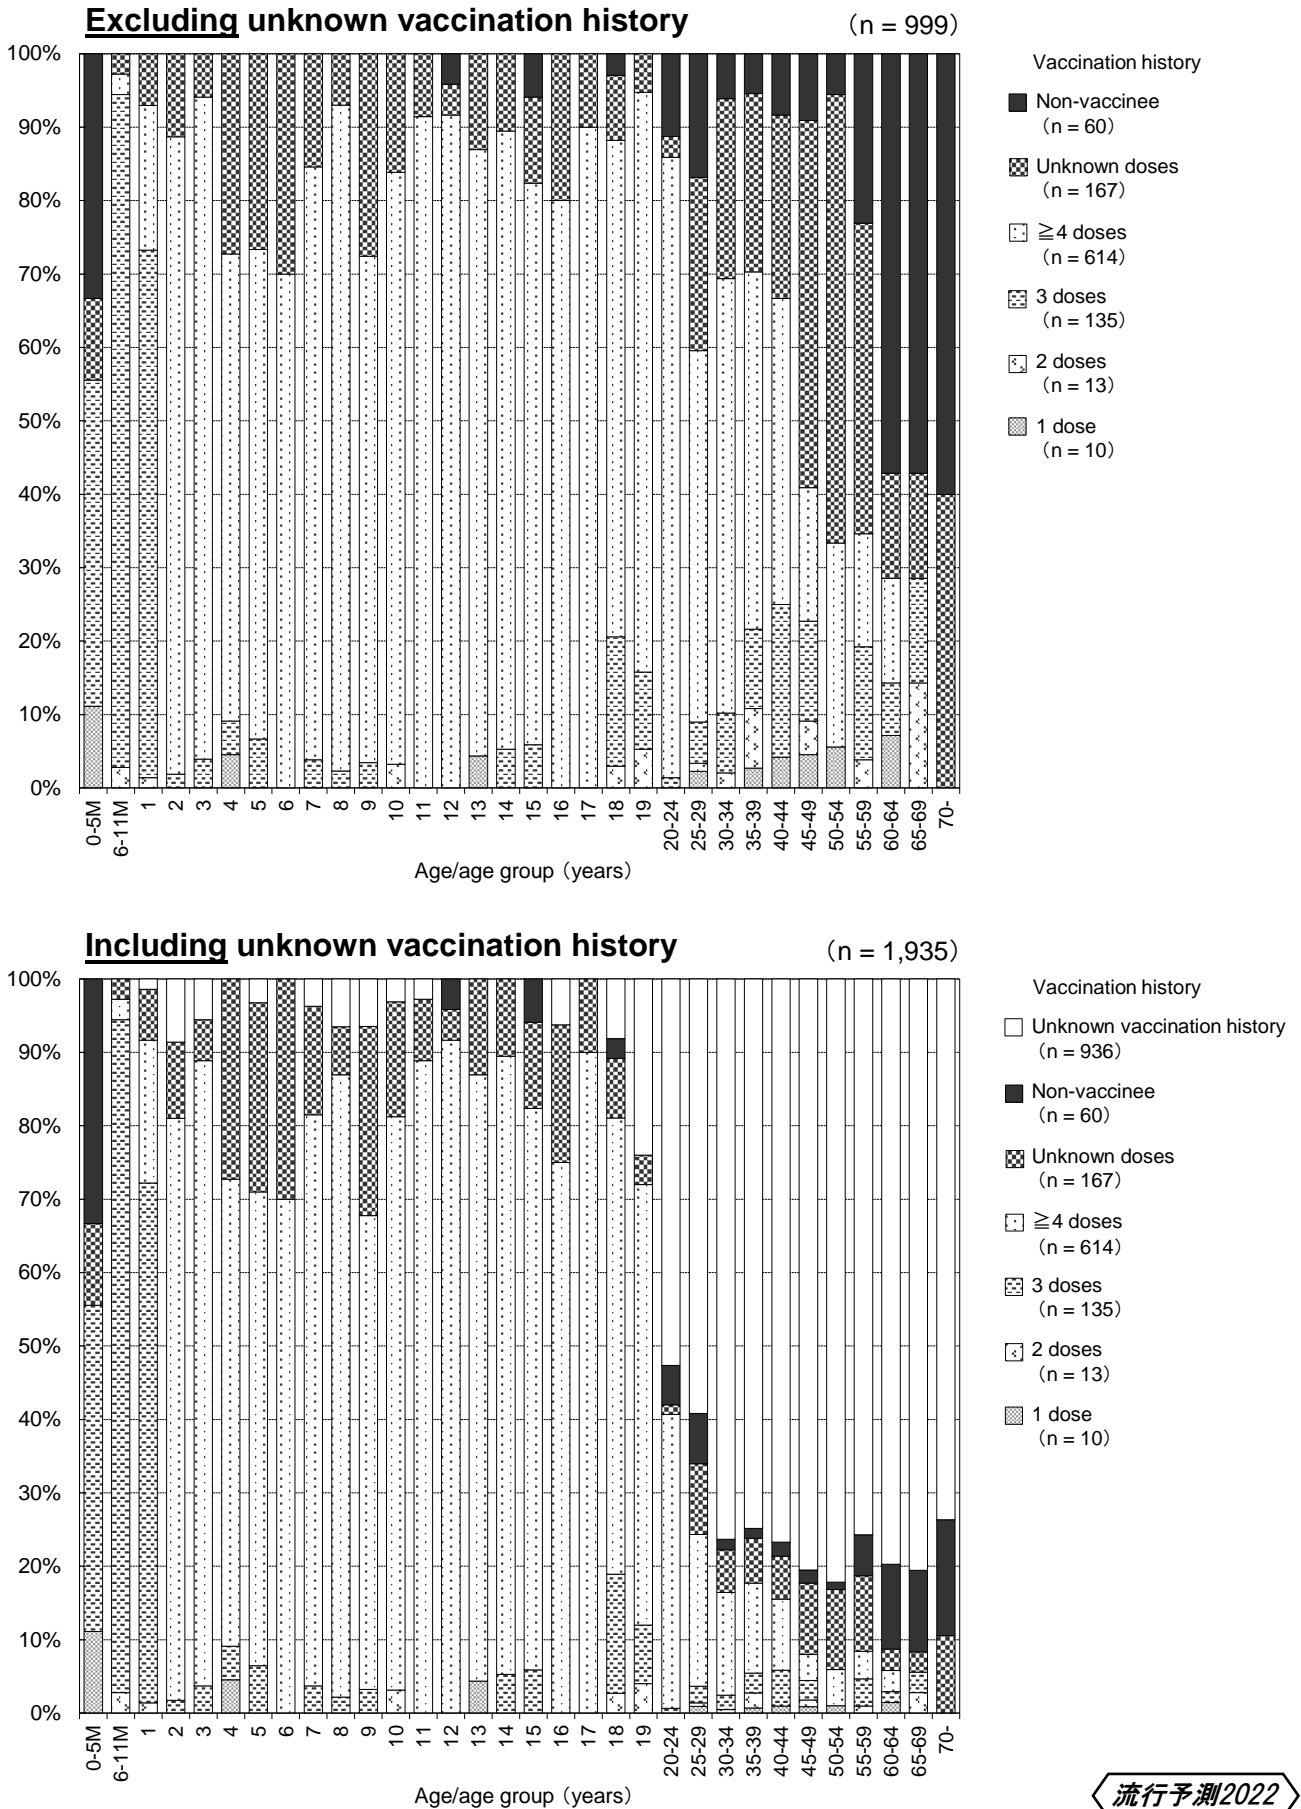 Excluding unknown vaccination history (n = 999)
100%
90%
80%
70%
60%
50%
40%
30%
20%
10%
0%
0-5M 6-11M 1 2 3 4 5 6 7 8 9 10 11 12 13 14 15 16 17 18 19 20-24 25-29 30-34 35-39 40-44 45-49 50-54 55-59 60-64 65-69 70-
Age/age group (years)
Vaccination history
Non-vaccinee
(n = 60)
Unknown doses
(n = 167)
≧4 doses
(n = 614)
3 doses
(n = 135)
2 doses
(n = 13)
1 dose
(n = 10)
Including unknown vaccination history (n = 1,935)
100%
90%
80%
70%
60%
50%
40%
30%
20%
10%
0%
0-5M 6-11M 1 2 3 4 5 6 7 8 9 10 11 12 13 14 15 16 17 18 19 20-24 25-29 30-34 35-39 40-44 45-49 50-54 55-59 60-64 65-69 70-
Age/age group (years)
Vaccination history
Unknown vaccination history
(n = 936)
Non-vaccinee
(n = 60)
Unknown doses
(n = 167)
≧4 doses
(n = 614)
3 doses
(n = 135)
2 doses
(n = 13)
1 dose
(n = 10)
流行予測2022